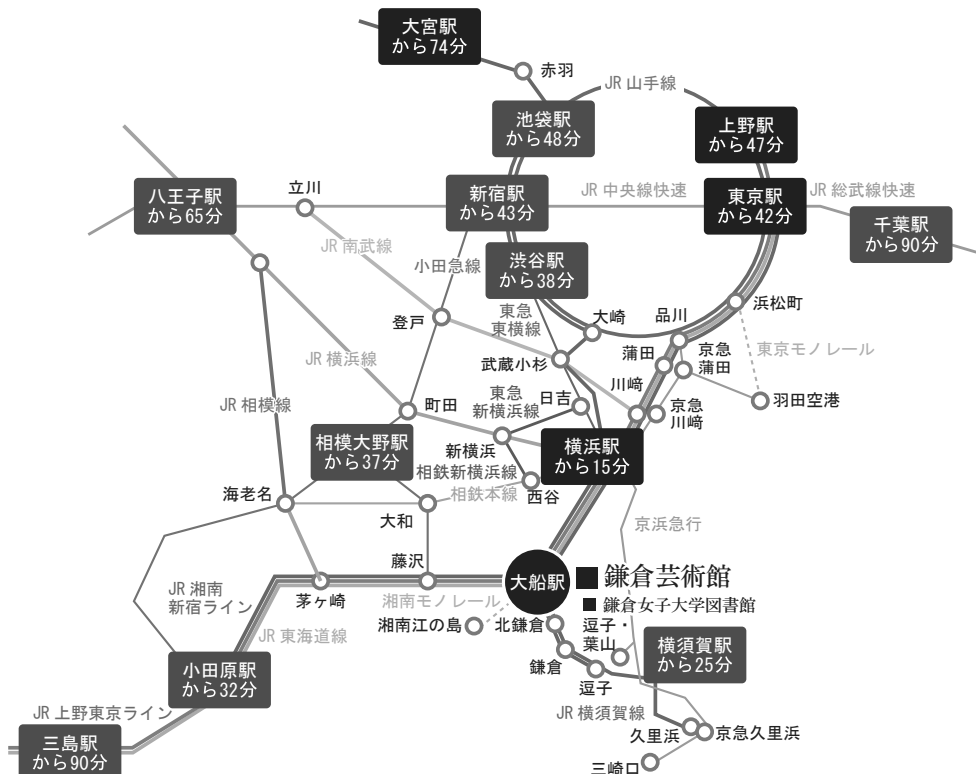 大宮駅
から74分
赤羽
JR 山手線
池袋駅
から48分
上野駅
から47分
八王子駅
から65分
立川
新宿駅
から43分
JR 中央線快速
東京駅
から42分
JR 総武線快速
千葉駅
から90分
JR 南武線
小田急線
渋谷駅
から38分
登戸
東急
東横線
大崎
品川
浜松町
武蔵小杉
蒲田
京急
蒲田
東京モノレール
JR 横浜線
川﨑
羽田空港
JR 相模線
町田
東急
新横浜線
日吉
京急
川﨑
相模大野駅
から37分
新横浜
横浜駅
から15分
相鉄新横浜線
相鉄本線
西谷
海老名
大和
京浜急行
藤沢
大船駅
鎌倉芸術館
鎌倉女子大学図書館
JR 湘南
新宿ライン
茅ヶ崎
湘南モノレール
湘南江の島
北鎌倉
逗子・
葉山
JR 東海道線
横須賀駅
から25分
小田原駅
から32分
鎌倉
逗子
JR 上野東京ライン
JR 横須賀線
久里浜
京急久里浜
三島駅
から90分
三崎口